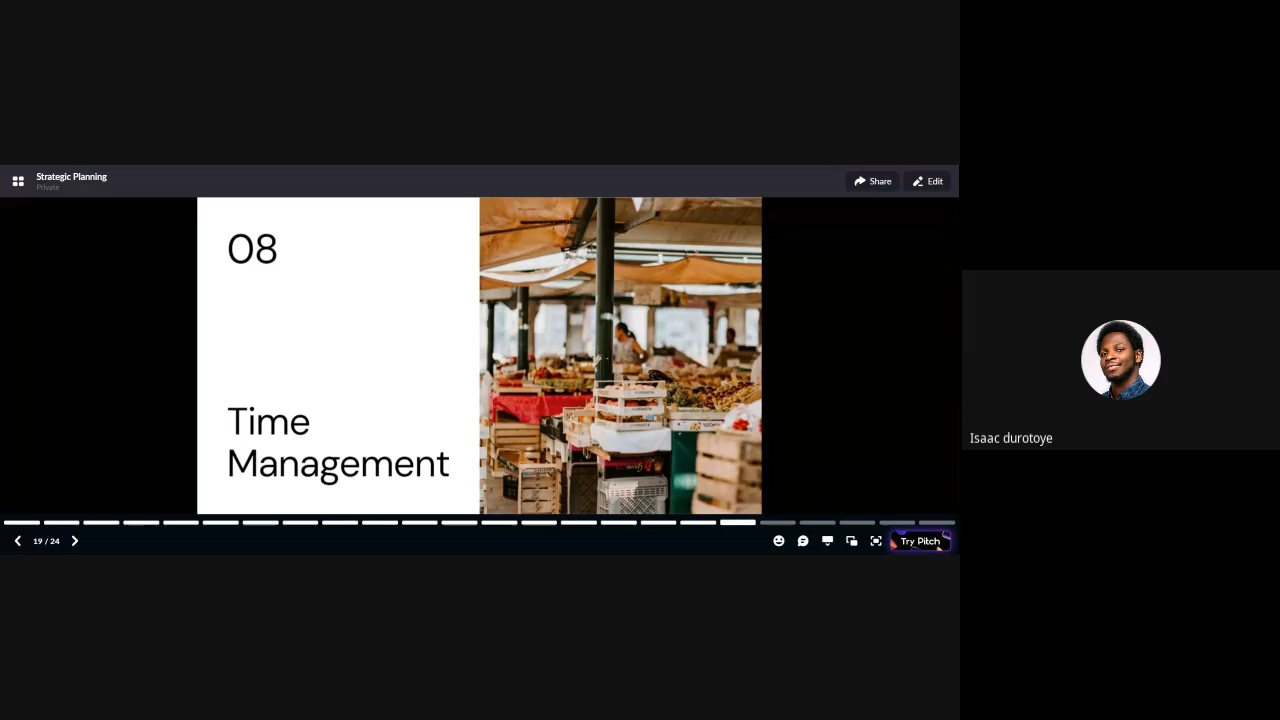 Strategic Planning
Private
Share
Edit
08
Time
Management
19 / 24
Try Pitch
Isaac durotoye